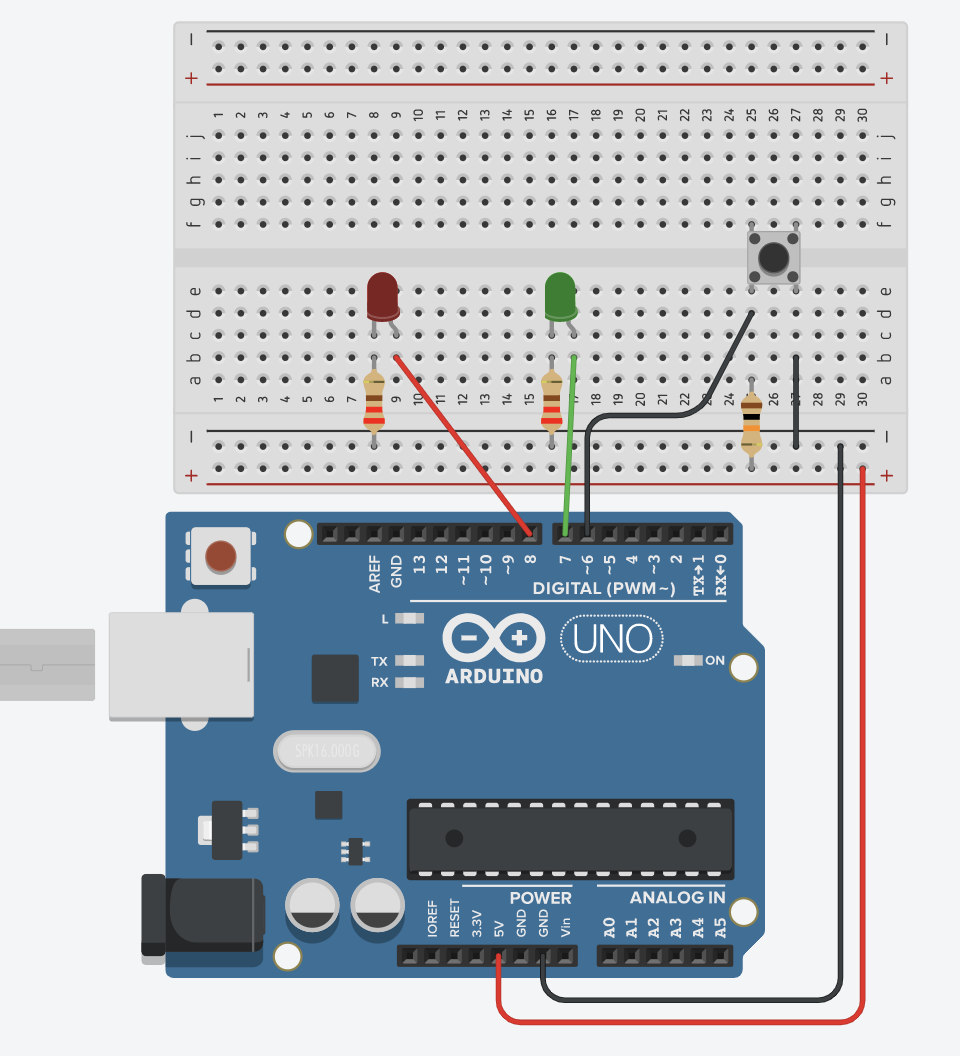 — —
+ +
1 2 3 4 5 6 7 8 9 10 11 12 13 14 15 16 17 18 19 20 21 22 23 24 25 26 27 28 29 30
j j
i i
h h
g g
f f
e e
d d
c c
b b
a a
1 2 3 4 5 6 7 8 9 10 11 12 13 14 15 16 17 18 19 20 21 22 23 24 25 26 27 28 29 30
— —
+ +
AREF GND 13 12 ~11 ~10 ~9 8 7 ~6 ~5 4 ~3 2 TX→1 RX←0
DIGITAL (PWM~)
L
TX
RX
UNO
ON
ARDUINO
SPK16.000G
POWER
ANALOG IN
IOREF RESET 3.3V 5V GND GND Vin A0 A1 A2 A3 A4 A5